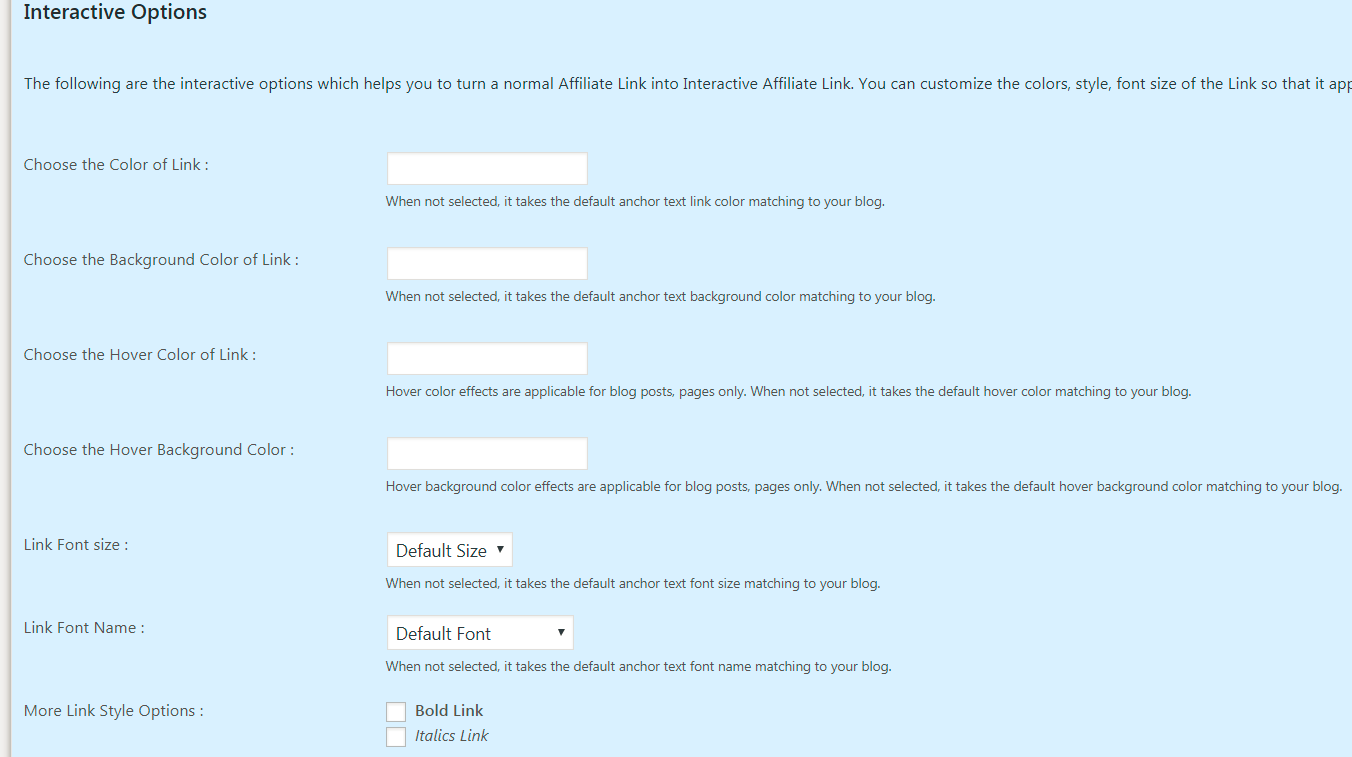 Interactive Options
The following are the interactive options which helps you to turn a normal Affiliate Link into Interactive Affiliate Link. You can customize the colors, style, font size of the Link so that it
Choose the Color of Link :
When not selected, it takes the default anchor text link color matching to your blog.
Choose the Background Color of Link :
When not selected, it takes the default anchor text background color matching to your blog.
Choose the Hover Color of Link :
Hover color effects are applicable for blog posts, pages only. When not selected, it takes the default hover color matching to your blog.
Choose the Hover Background Color :
Hover background color effects are applicable for blog posts, pages only. When not selected, it takes the default hover background color matching to your blog.
Link Font size :
Default Size
When not selected, it takes the default anchor text font size matching to your blog.
Link Font Name :
Default Font
When not selected, it takes the default anchor text font name matching to your blog.
More Link Style Options :
Bold Link
Italics Link